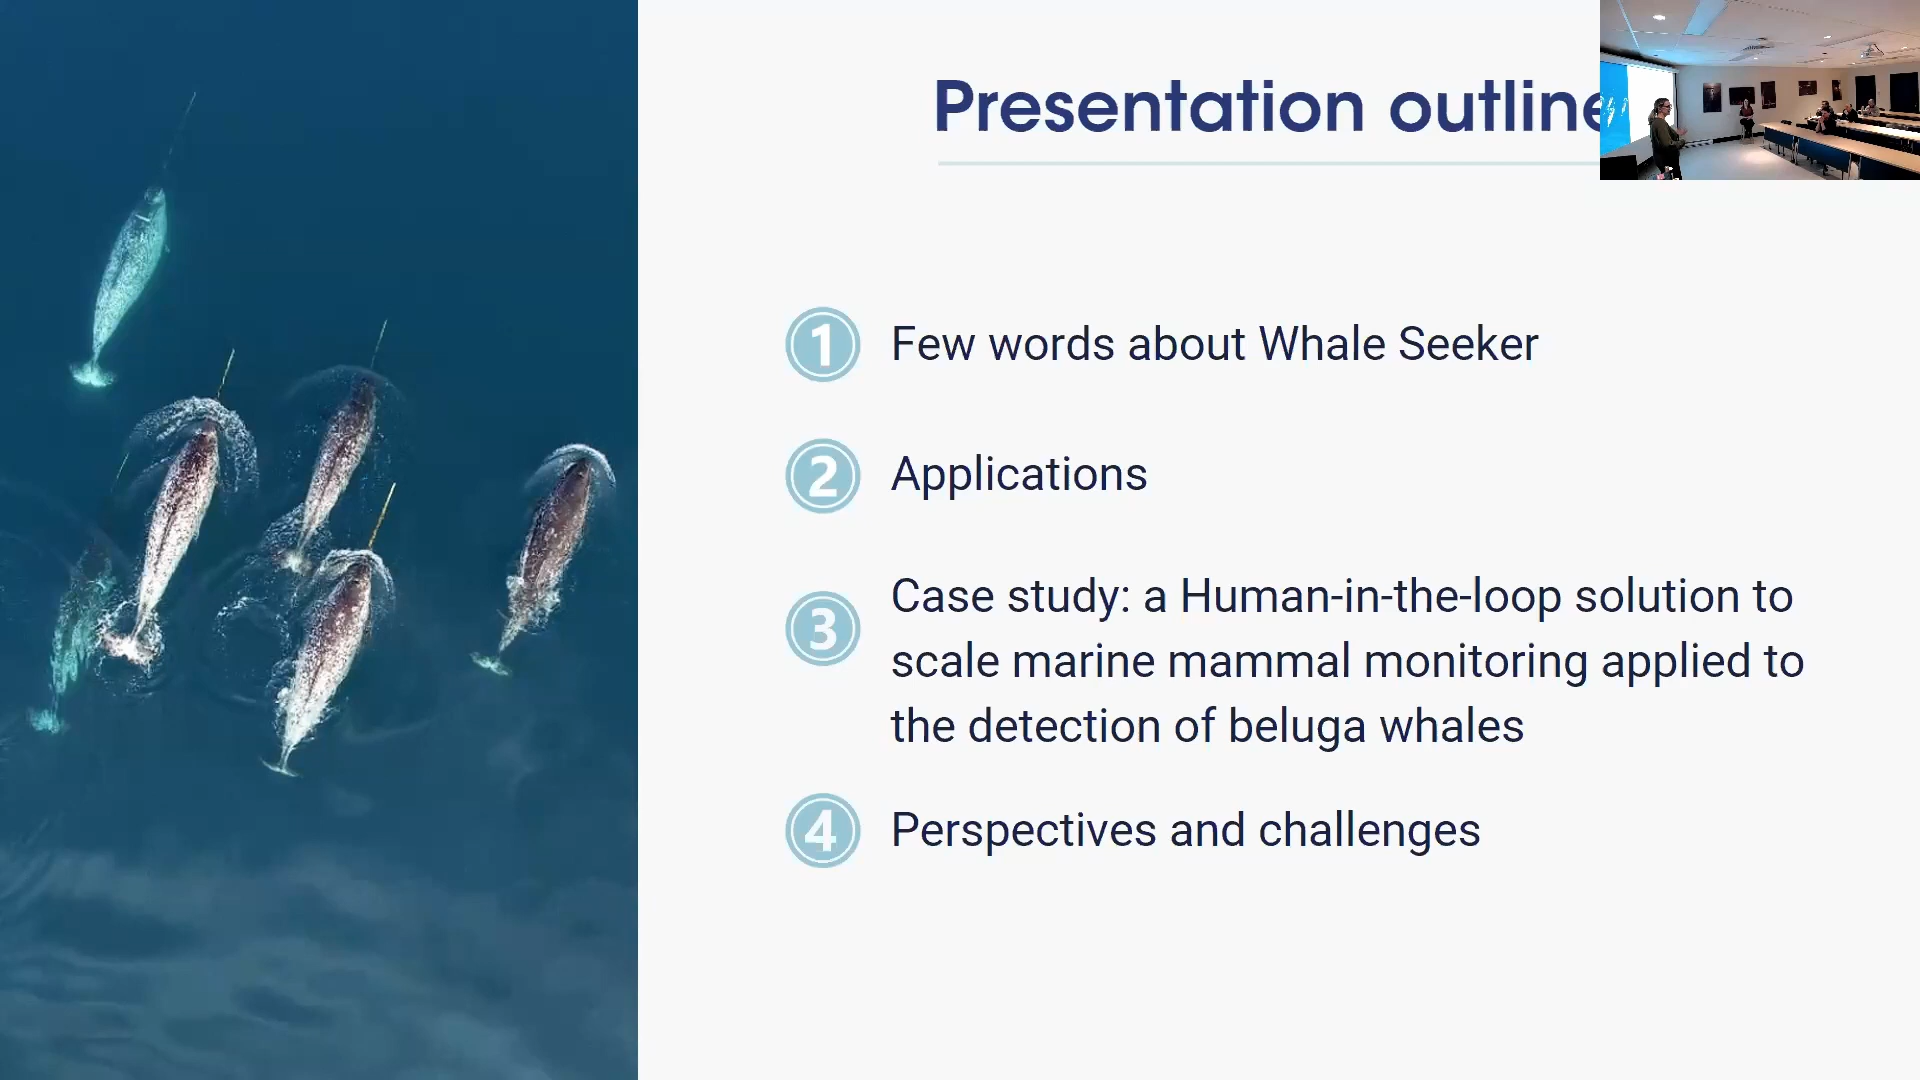 Presentation outline
1 Few words about Whale Seeker
2 Applications
3 Case study: a Human-in-the-loop solution to
scale marine mammal monitoring applied to
the detection of beluga whales
4 Perspectives and challenges